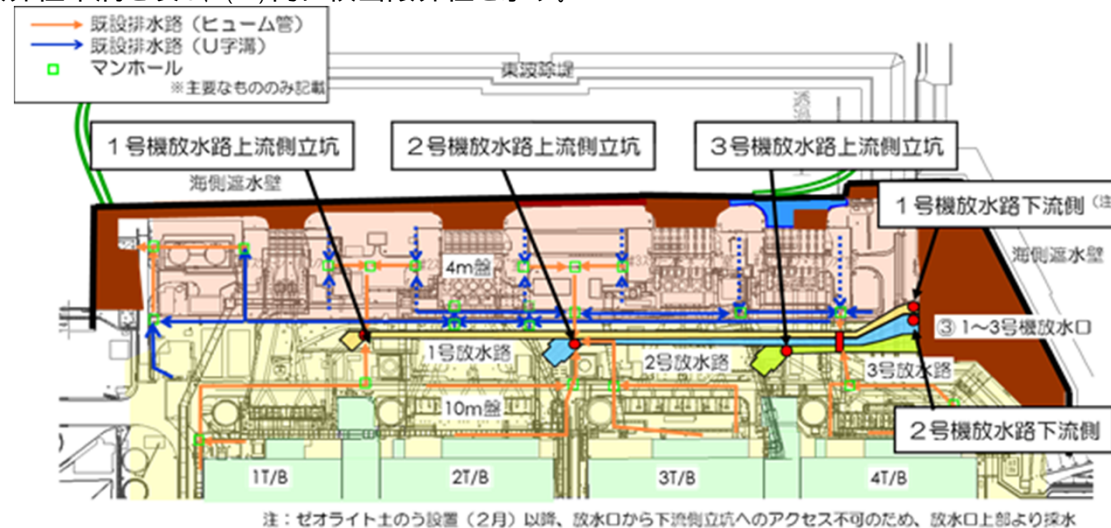 既設排水路(ヒューム管)
既設排水路(U字溝)
マンホール
※主要なもののみ記載
東波除堤
1号機放水路上流側立坑
2号機放水路上流側立坑
3号機放水路上流側立坑
海側遮水壁
1号機放水路下流側(注
海側遮水壁
4m盤
③1~3号機放水口
1号放水路
2号放水路
3号放水路
10m盤
2号機放水路下流側
1T/B
2T/B
3T/B
4T/B
注:ゼオライト土のう設置(2月)以降、放水口から下流側立坑へのアクセス不可のため、放水口上部より採水